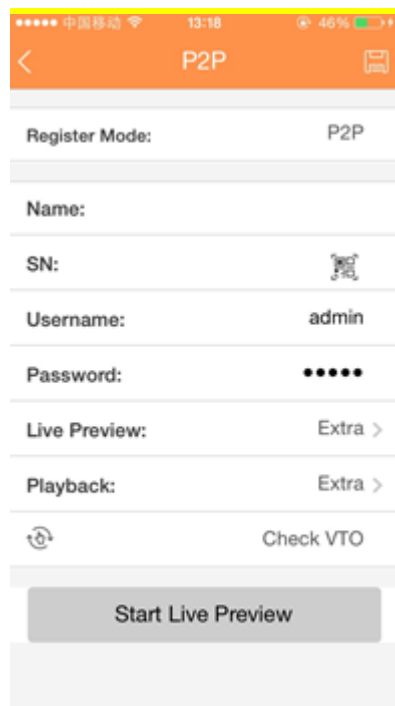 中国移动 13:18 46%
P2P
Register Mode: P2P
Name:
SN:
Username: admin
Password: •••••
Live Preview: Extra
Playback: Extra
Check VTO
Start Live Preview